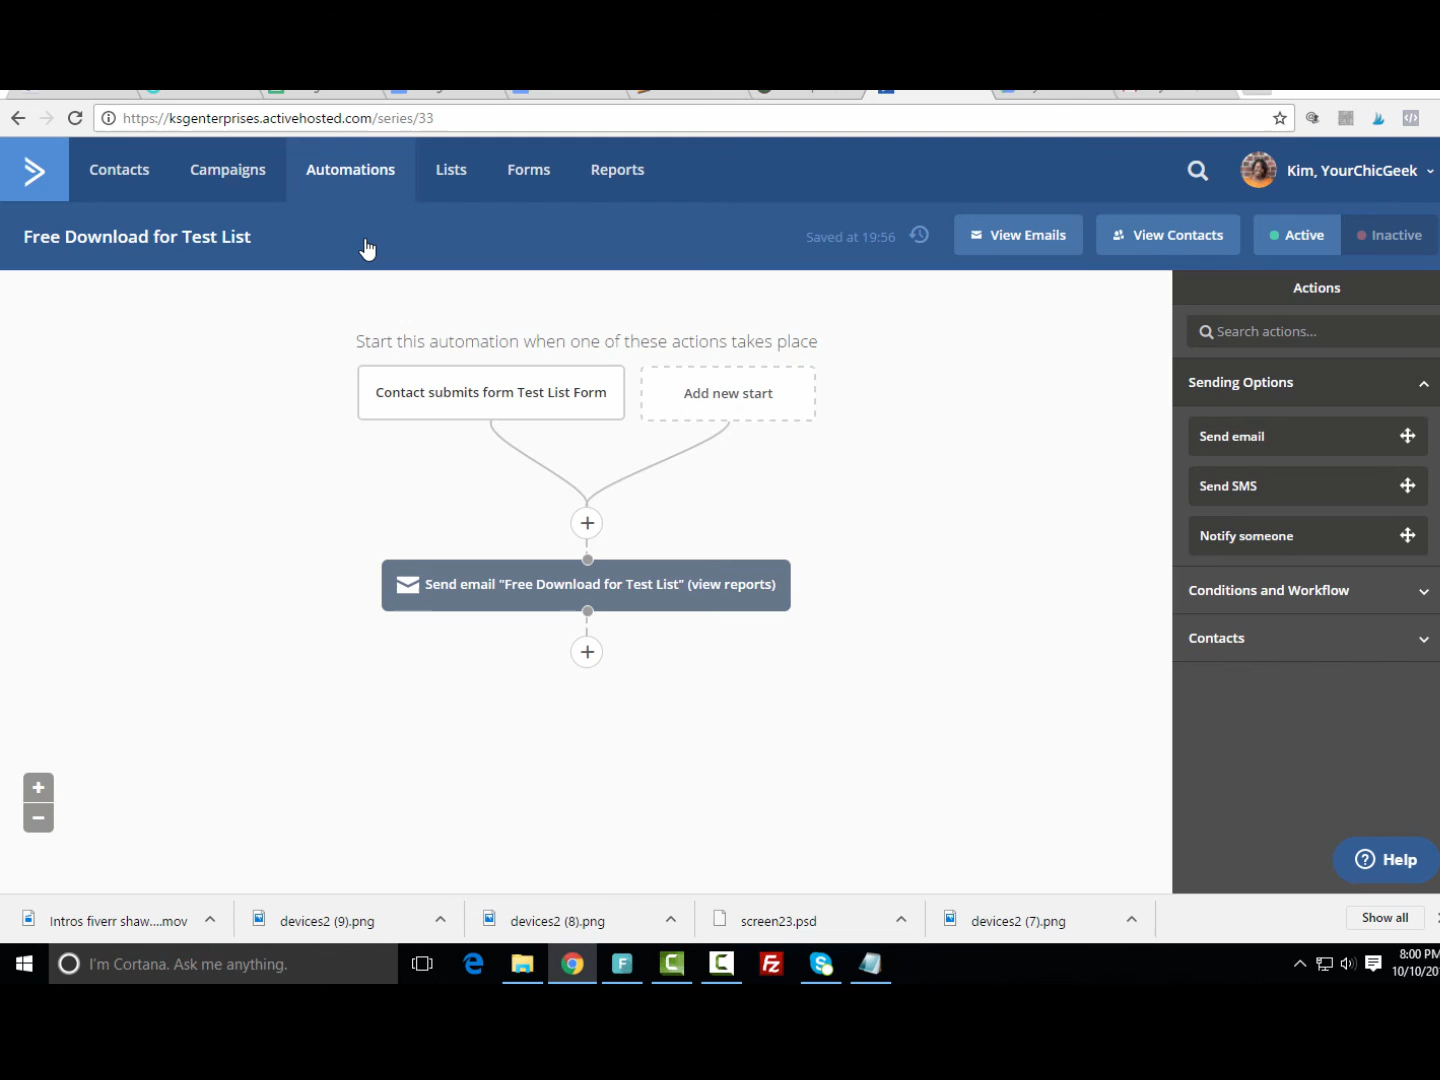 https://ksgenterprises.activehosted.com/series/33
Contacts
Campaigns
Automations
Lists
Forms
Reports
Kim, YourChicGeek
Free Download for Test List
Saved at 19:56
View Emails
View Contacts
Active
Inactive
Actions
Start this automation when one of these actions takes place
Search actions...
Contact submits form Test List Form
Add new start
Sending Options
Send email
Send SMS
Notify someone
Send email "Free Download for Test List" (view reports)
Conditions and Workflow
Contacts
+
−
Help
Intros fiverr shaw....mov
devices2 (9).png
devices2 (8).png
screen23.psd
devices2 (7).png
Show all
I'm Cortana. Ask me anything.
8:00 PM
10/10/20